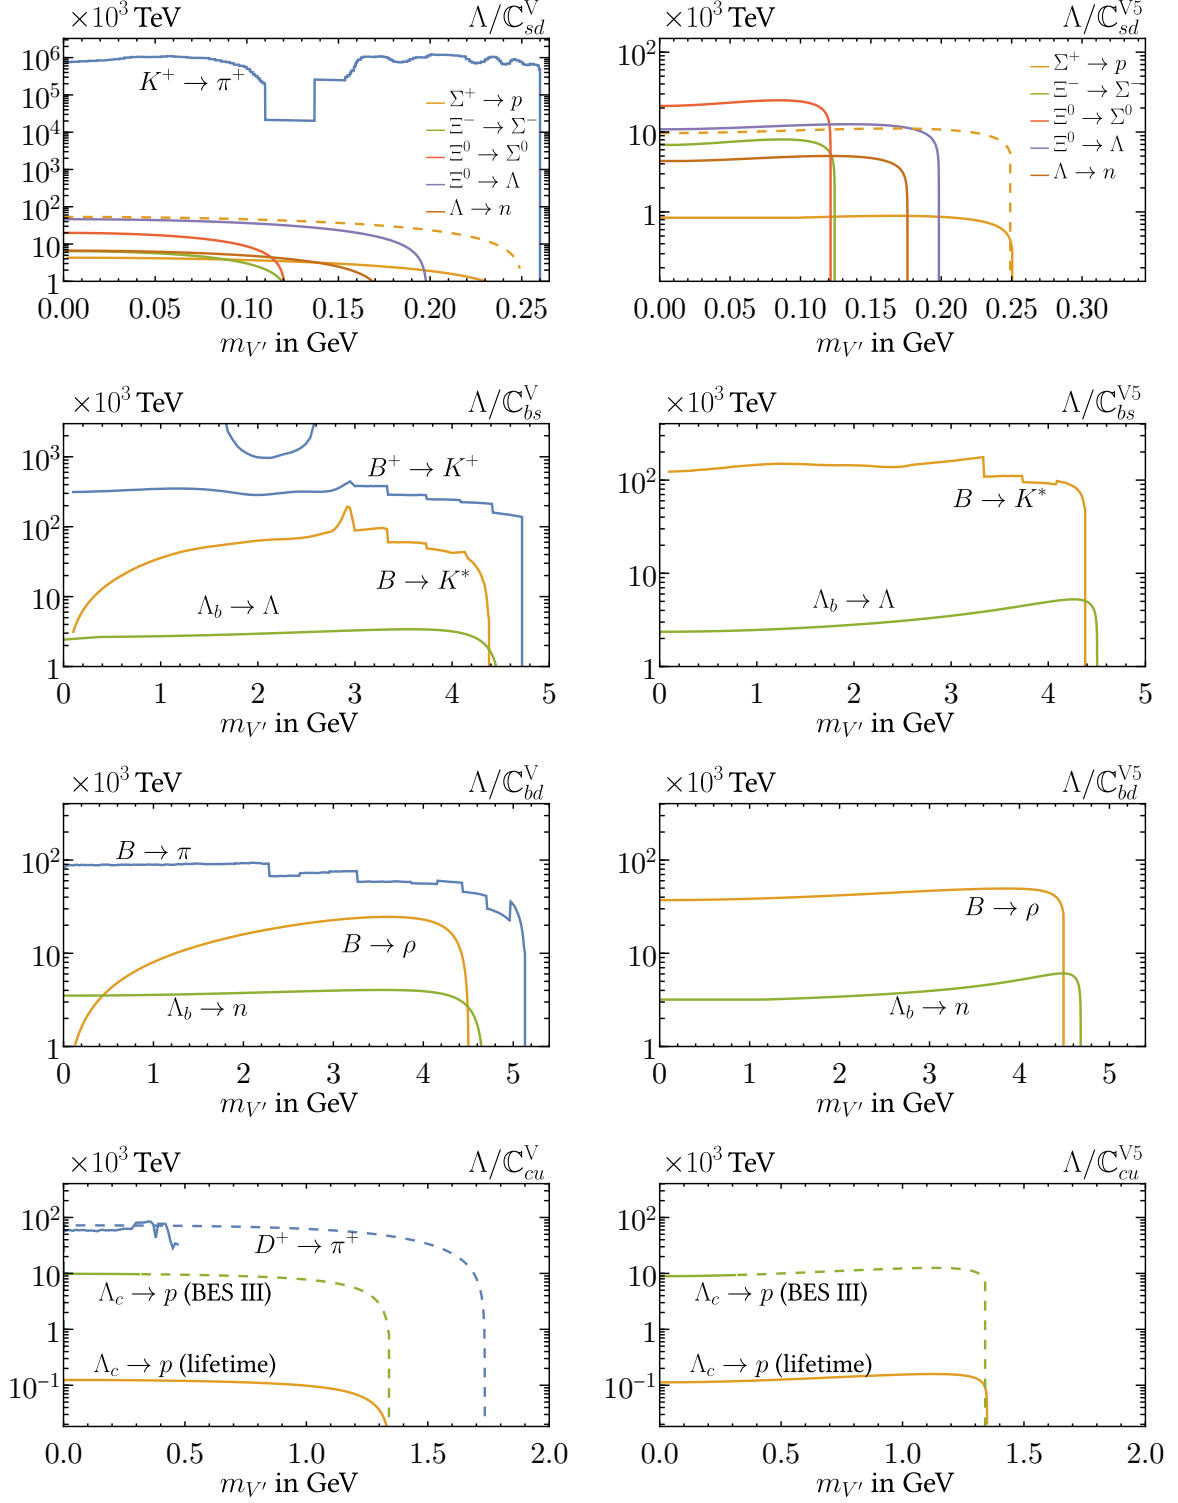 ×10³ TeV Λ/ℂ^V_sd
10⁶
10⁵
10⁴
10³
10²
10
1
K⁺ → π⁺
Σ⁺ → p
Ξ⁻ → Σ⁻
Ξ⁰ → Σ⁰
Ξ⁰ → Λ
Λ → n
0.00 0.05 0.10 0.15 0.20 0.25
m_V′ in GeV
×10³ TeV Λ/ℂ^V5_sd
10²
10
1
Σ⁺ → p
Ξ⁻ → Σ⁻
Ξ⁰ → Σ⁰
Ξ⁰ → Λ
Λ → n
0.00 0.05 0.10 0.15 0.20 0.25 0.30
m_V′ in GeV
×10³ TeV Λ/ℂ^V_bs
10³
10²
10
1
B⁺ → K⁺
B → K*
Λ_b → Λ
0 1 2 3 4 5
m_V′ in GeV
×10³ TeV Λ/ℂ^V5_bs
10²
10
1
B → K*
Λ_b → Λ
0 1 2 3 4 5
m_V′ in GeV
×10³ TeV Λ/ℂ^V_bd
10²
10
1
B → π
B → ρ
Λ_b → n
0 1 2 3 4 5
m_V′ in GeV
×10³ TeV Λ/ℂ^V5_bd
10²
10
1
B → ρ
Λ_b → n
0 1 2 3 4 5
m_V′ in GeV
×10³ TeV Λ/ℂ^V_cu
10²
10
1
10⁻¹
D⁺ → π⁺
Λ_c → p (BES III)
Λ_c → p (lifetime)
0.0 0.5 1.0 1.5 2.0
m_V′ in GeV
×10³ TeV Λ/ℂ^V5_cu
10²
10
1
10⁻¹
Λ_c → p (BES III)
Λ_c → p (lifetime)
0.0 0.5 1.0 1.5 2.0
m_V′ in GeV